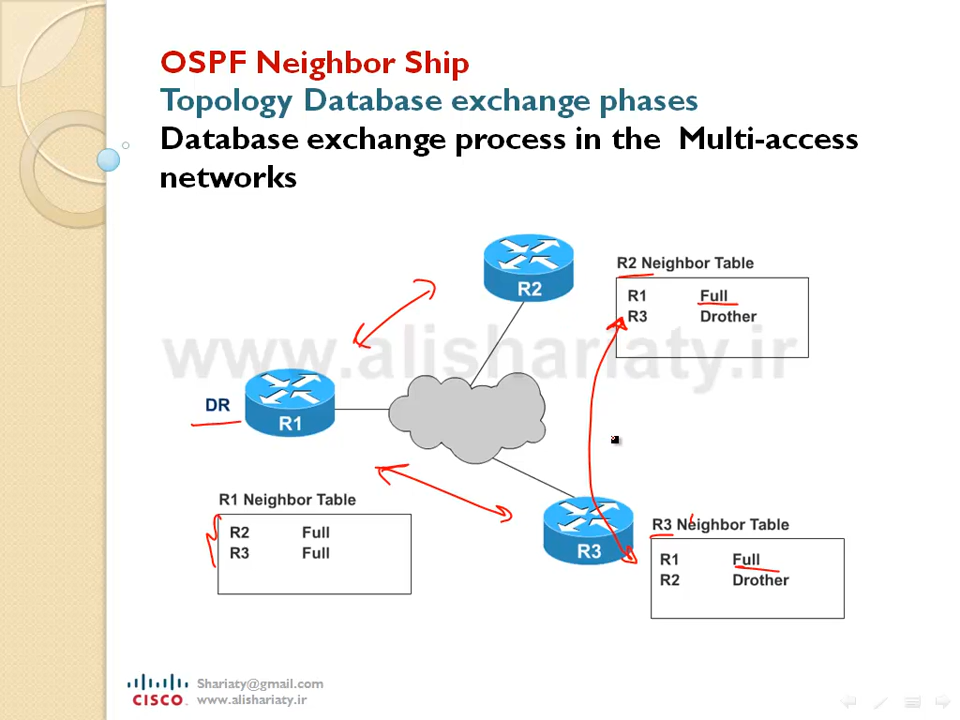 OSPF Neighbor Ship
Topology Database exchange phases
Database exchange process in the Multi-access
networks
R2
R2 Neighbor Table
R1 Full
R3 Drother
www.alishariaty.ir
DR
R1
R1 Neighbor Table
R2 Full
R3 Full
R3
R3 Neighbor Table
R1 Full
R2 Drother
CISCO
Shariaty@gmail.com
www.alishariaty.ir